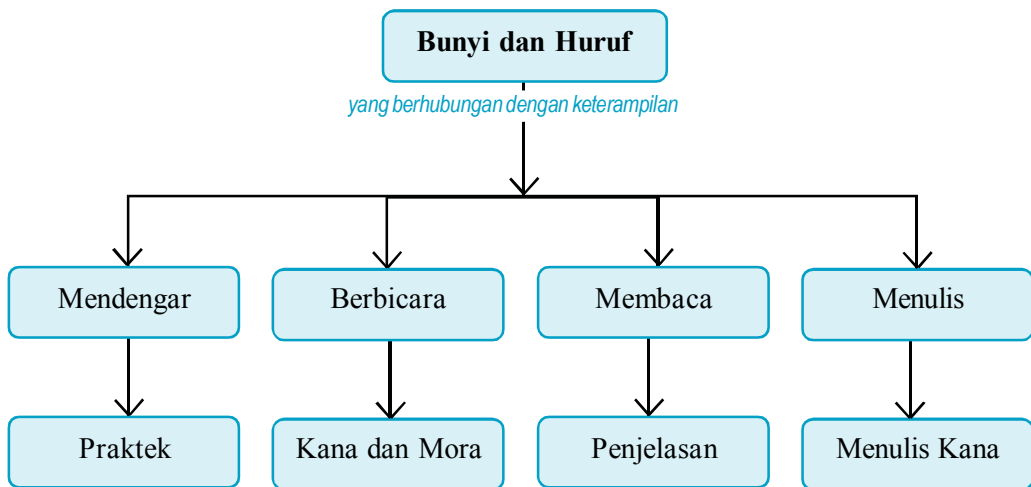 Bunyi dan Huruf
yang berhubungan dengan keterampilan
Mendengar
Berbicara
Membaca
Menulis
Praktek
Kana dan Mora
Penjelasan
Menulis Kana